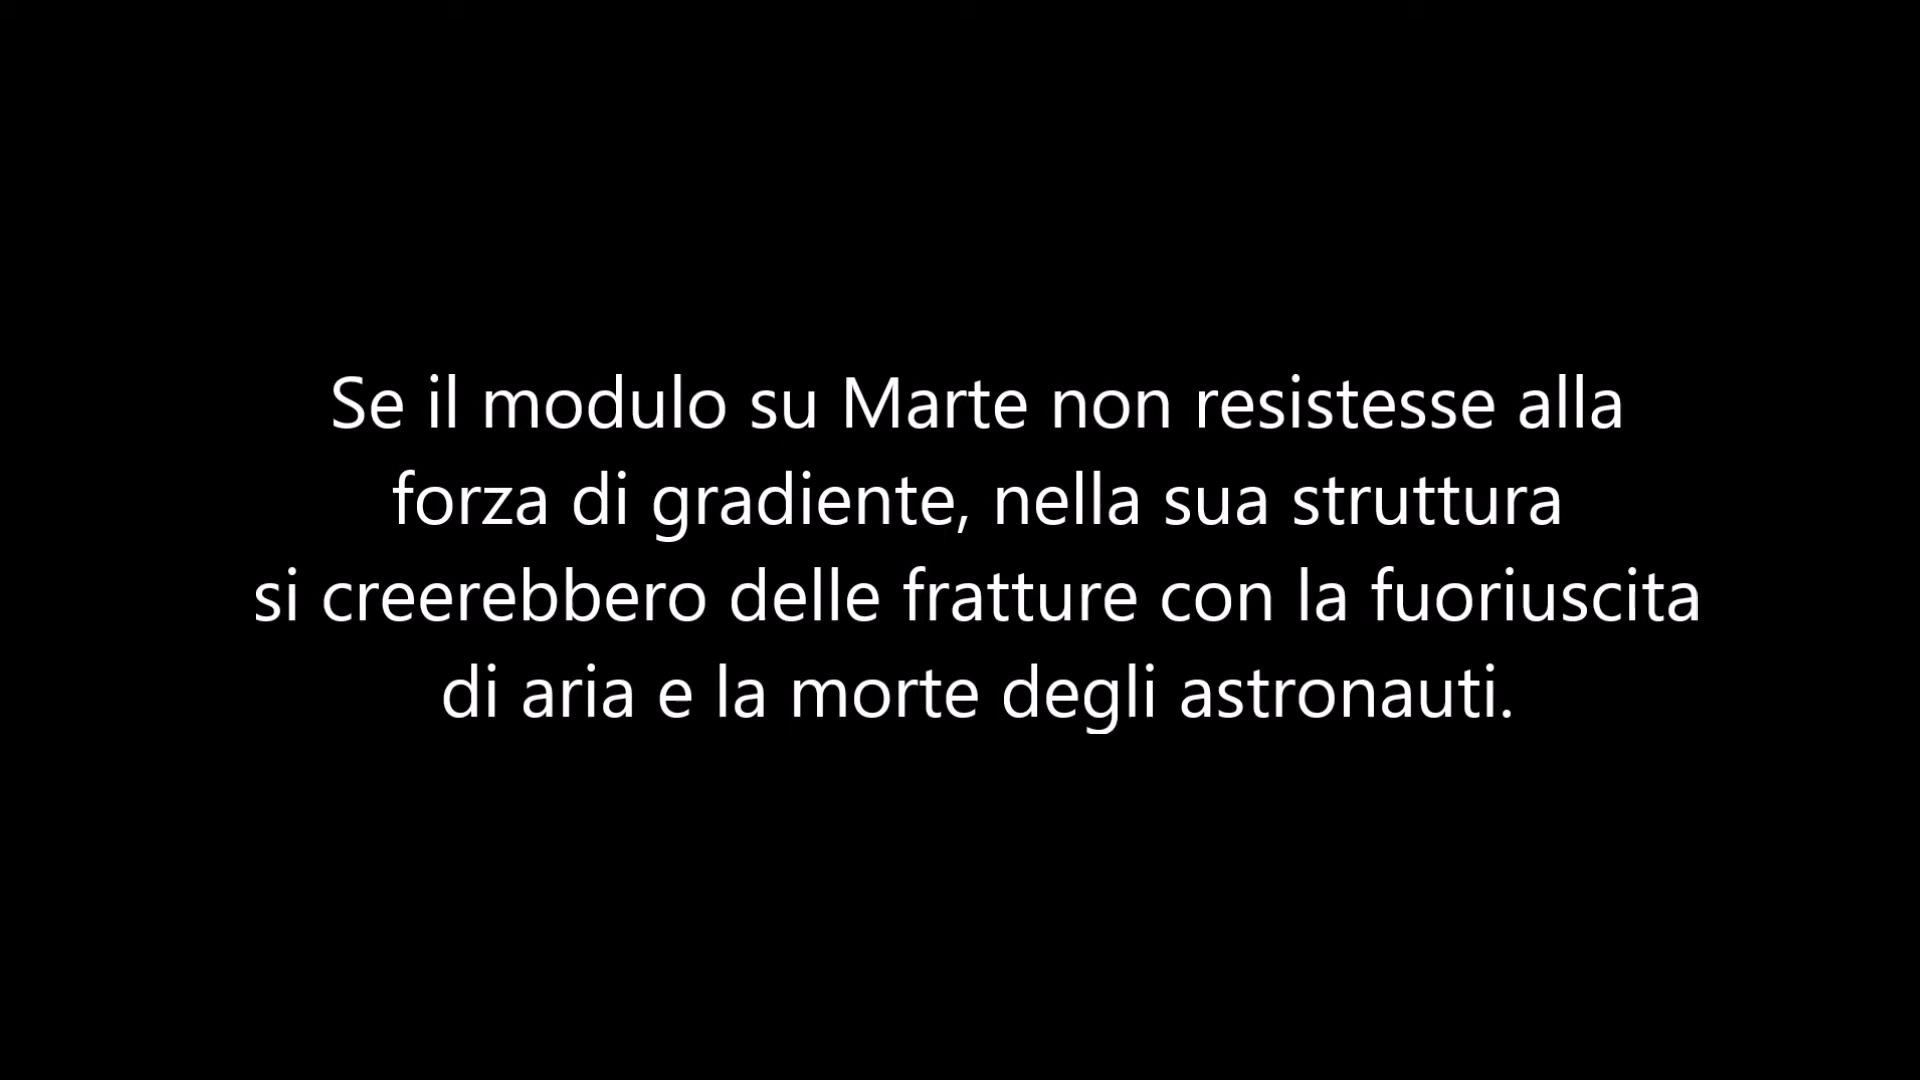 Se il modulo su Marte non resistesse alla
forza di gradiente, nella sua struttura
si creerebbero delle fratture con la fuoriuscita
di aria e la morte degli astronauti.